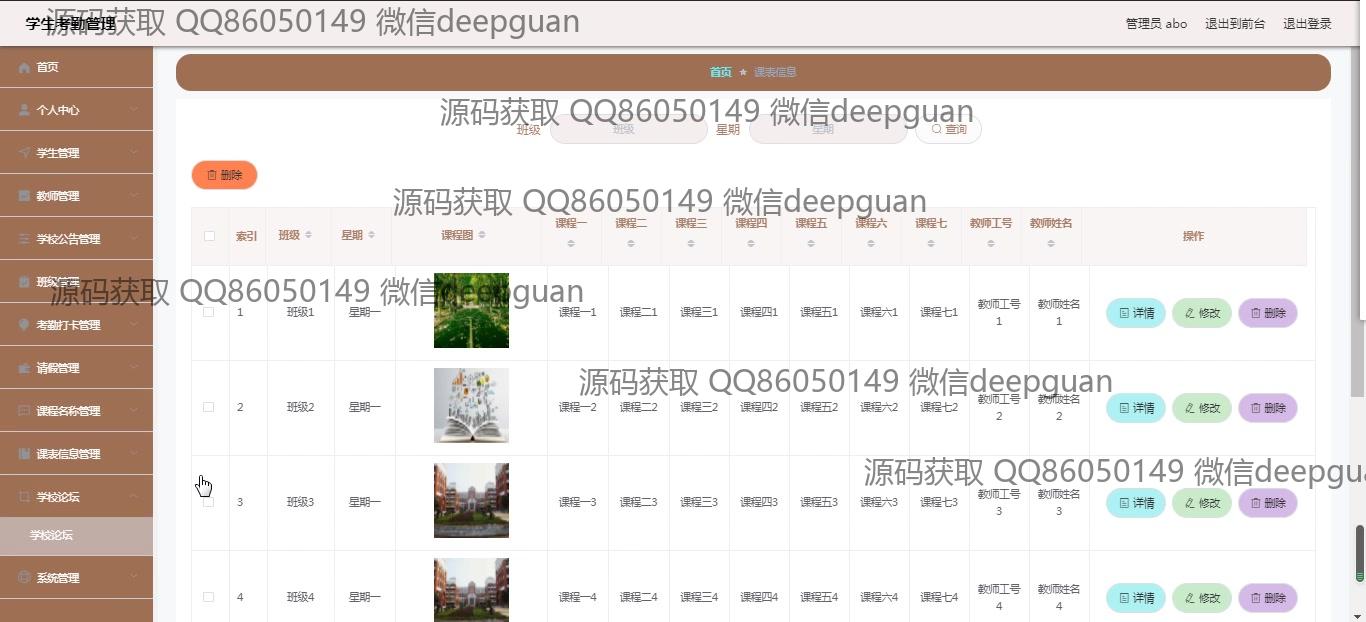 学生考勤管理
源码获取 QQ86050149 微信deepguan
管理员 abo 退出到前台 退出登录
首页
个人中心
学生管理
教师管理
学校公告管理
班级管理
考勤打卡管理
请假管理
课程名称管理
课表信息管理
学校论坛
学校论坛
系统管理
首页 ★ 课表信息
源码获取 QQ86050149 微信deepguan
班级 班级 星期 星期 查询
删除
源码获取 QQ86050149 微信deepguan
索引 班级 星期 课程图 课程一 课程二 课程三 课程四 课程五 课程六 课程七 教师工号 教师姓名 操作
源码获取 QQ86050149 微信deepguan
1 班级1 星期一 课程一1 课程二1 课程三1 课程四1 课程五1 课程六1 课程七1 教师工号1 教师姓名1 详情 修改 删除
源码获取 QQ86050149 微信deepguan
2 班级2 星期一 课程一2 课程二2 课程三2 课程四2 课程五2 课程六2 课程七2 教师工号2 教师姓名2 详情 修改 删除
源码获取 QQ86050149 微信deepgu
3 班级3 星期一 课程一3 课程二3 课程三3 课程四3 课程五3 课程六3 课程七3 教师工号3 教师姓名3 详情 修改 删除
4 班级4 星期一 课程一4 课程二4 课程三4 课程四4 课程五4 课程六4 课程七4 教师工号4 教师姓名4 详情 修改 删除